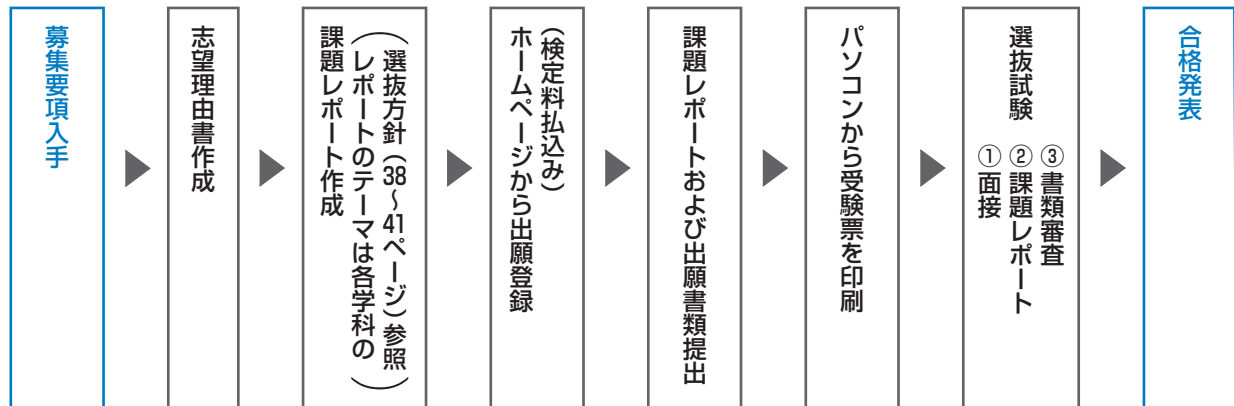 募集要項入手
志望理由書作成
課題レポート作成
（レポートのテーマは各学科の
選抜方針（38〜41ページ）参照）
ホームページから出願登録
（検定料払込み）
課題レポートおよび出願書類提出
パソコンから受験票を印刷
選抜試験
①面接
②課題レポート
③書類審査
合格発表